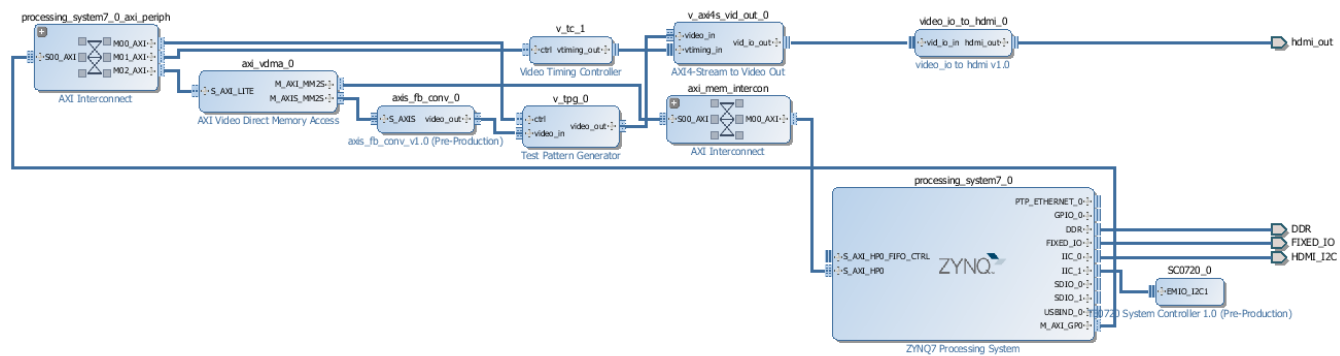 processing_system7_0_axi_periph
S00_AXI
M00_AXI
M01_AXI
M02_AXI
AXI Interconnect
axi_vdma_0
S_AXI_LITE
M_AXI_MM2S
M_AXIS_MM2S
AXI Video Direct Memory Access
axis_fb_conv_0
S_AXIS video_out
axis_fb_conv_v1.0 (Pre-Production)
v_tc_1
ctrl vtiming_out
Video Timing Controller
v_tpg_0
ctrl
video_in
video_out
Test Pattern Generator
v_axi4s_vid_out_0
video_in
vtiming_in
vid_io_out
AXI4-Stream to Video Out
axi_mem_intercon
S00_AXI M00_AXI
AXI Interconnect
video_io_to_hdmi_0
vid_io_in hdmi_out
video_io to hdmi v1.0
hdmi_out
processing_system7_0
S_AXI_HP0_FIFO_CTRL
S_AXI_HP0
ZYNQ
PTP_ETHERNET_0
GPIO_0
DDR
FIXED_IO
IIC_0
IIC_1
SDIO_0
SDIO_1
USBIND_0
M_AXI_GP0
ZYNQ7 Processing System
DDR
FIXED_IO
HDMI_I2C
SC0720_0
EMIO_I2C1
System Controller 1.0 (Pre-Production)